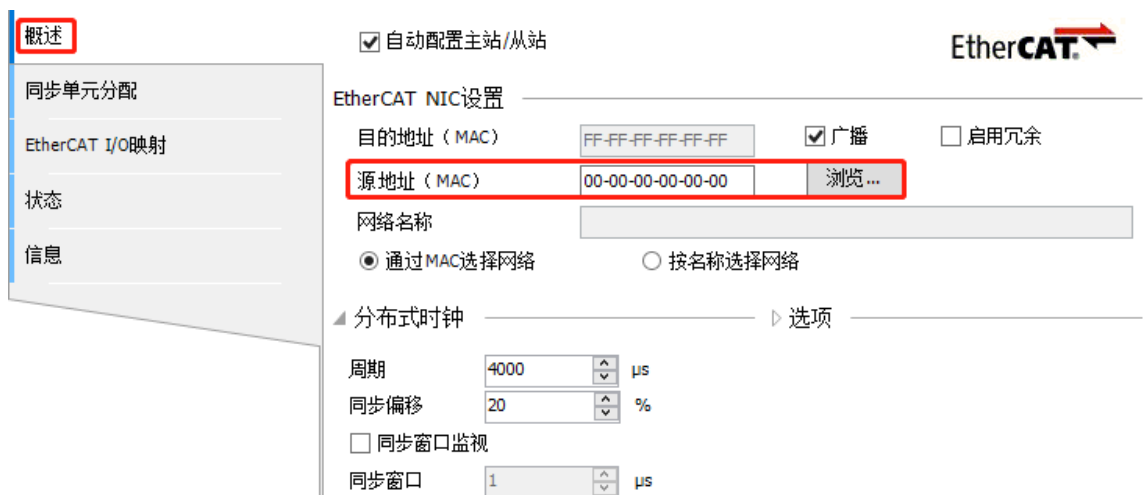 概述
同步单元分配
EtherCAT I/O映射
状态
信息
自动配置主站/从站
EtherCAT.
EtherCAT NIC设置
目的地址（MAC） FF-FF-FF-FF-FF-FF 广播 启用冗余
源地址（MAC） 00-00-00-00-00-00 浏览...
网络名称
通过MAC选择网络 按名称选择网络
分布式时钟 选项
周期 4000 µs
同步偏移 20 %
同步窗口监视
同步窗口 1 µs